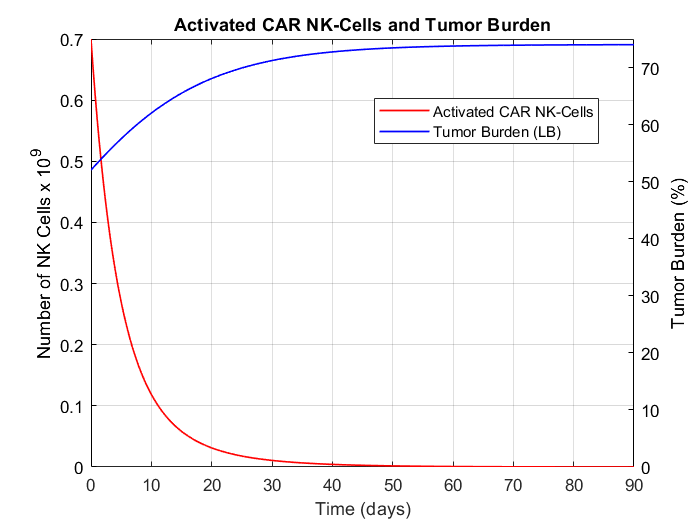 Activated CAR NK-Cells and Tumor Burden
Number of NK Cells x 10^9
0.7
0.6
0.5
0.4
0.3
0.2
0.1
0
Activated CAR NK-Cells
Tumor Burden (LB)
70
60
50
40
30
20
10
0
Tumor Burden (%)
0 10 20 30 40 50 60 70 80 90
Time (days)